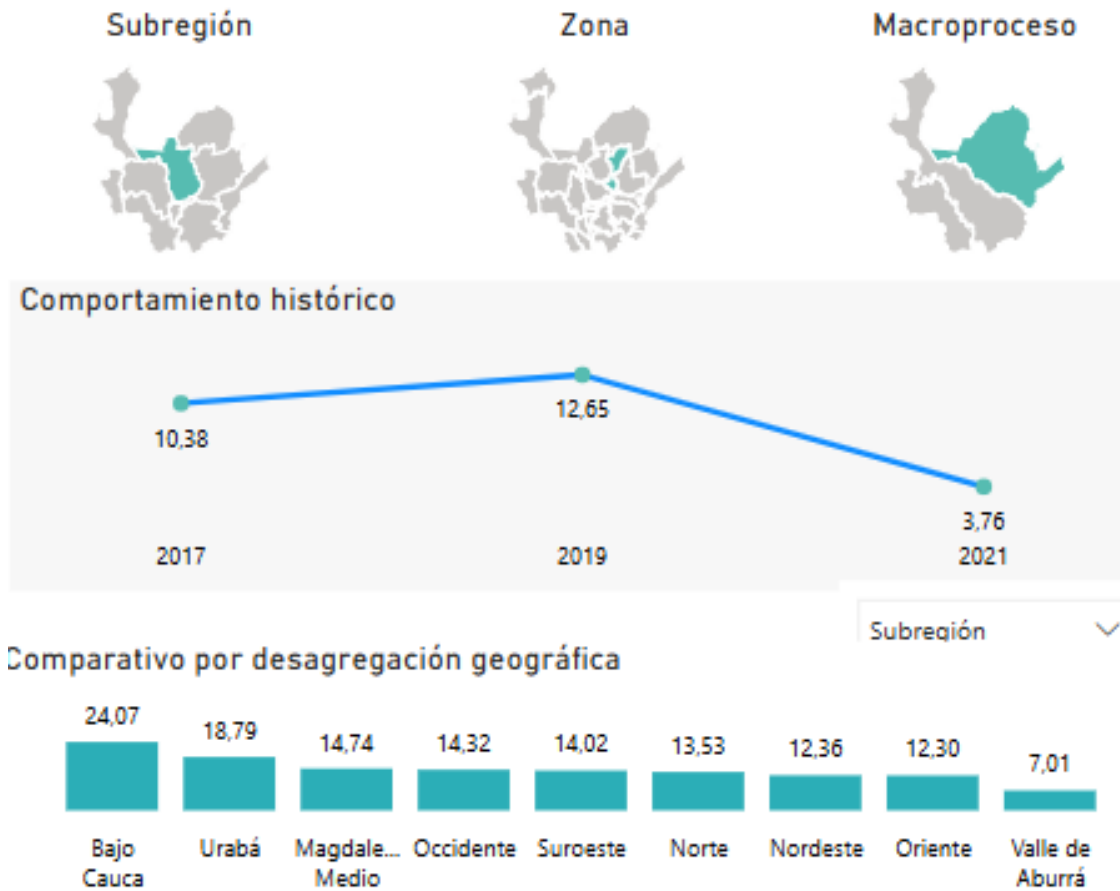 Subregión
Zona
Macroproceso
Comportamiento histórico
10,38
12,65
3,76
2017
2019
2021
Subregión
Comparativo por desagregación geográfica
24,07
18,79
14,74
14,32
14,02
13,53
12,36
12,30
7,01
Bajo
Cauca
Urabá
Magdale...
Medio
Occidente
Suroeste
Norte
Nordeste
Oriente
Valle de
Aburrá